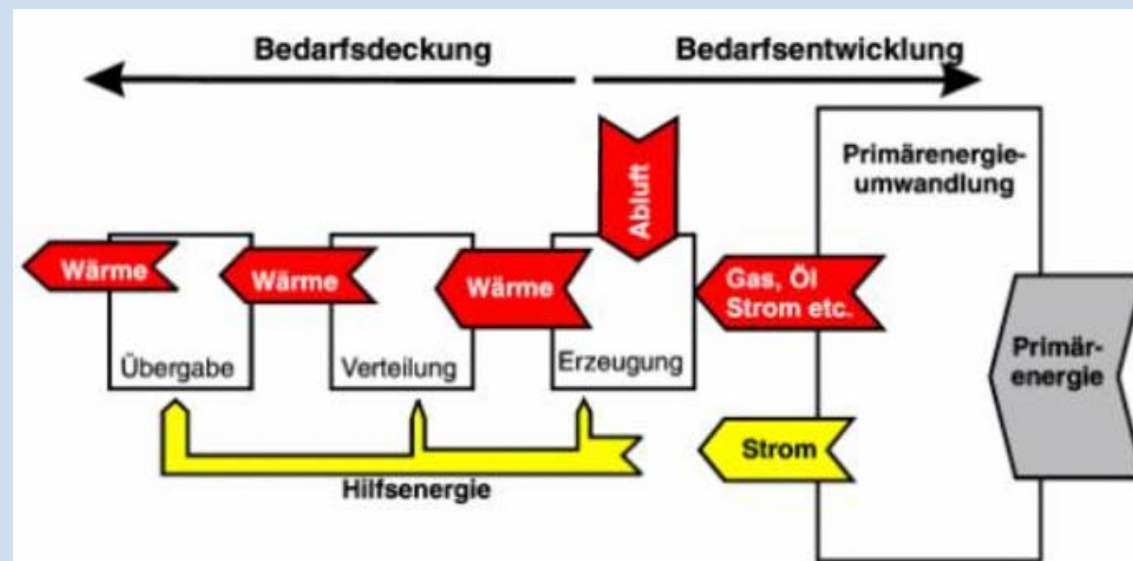 Bedarfsdeckung
Bedarfsentwicklung
Primärenergie-
umwandlung
Abluft
Wärme
Wärme
Wärme
Gas, Öl
Strom etc.
Primär-
energie
Übergabe
Verteilung
Erzeugung
Strom
Hilfsenergie